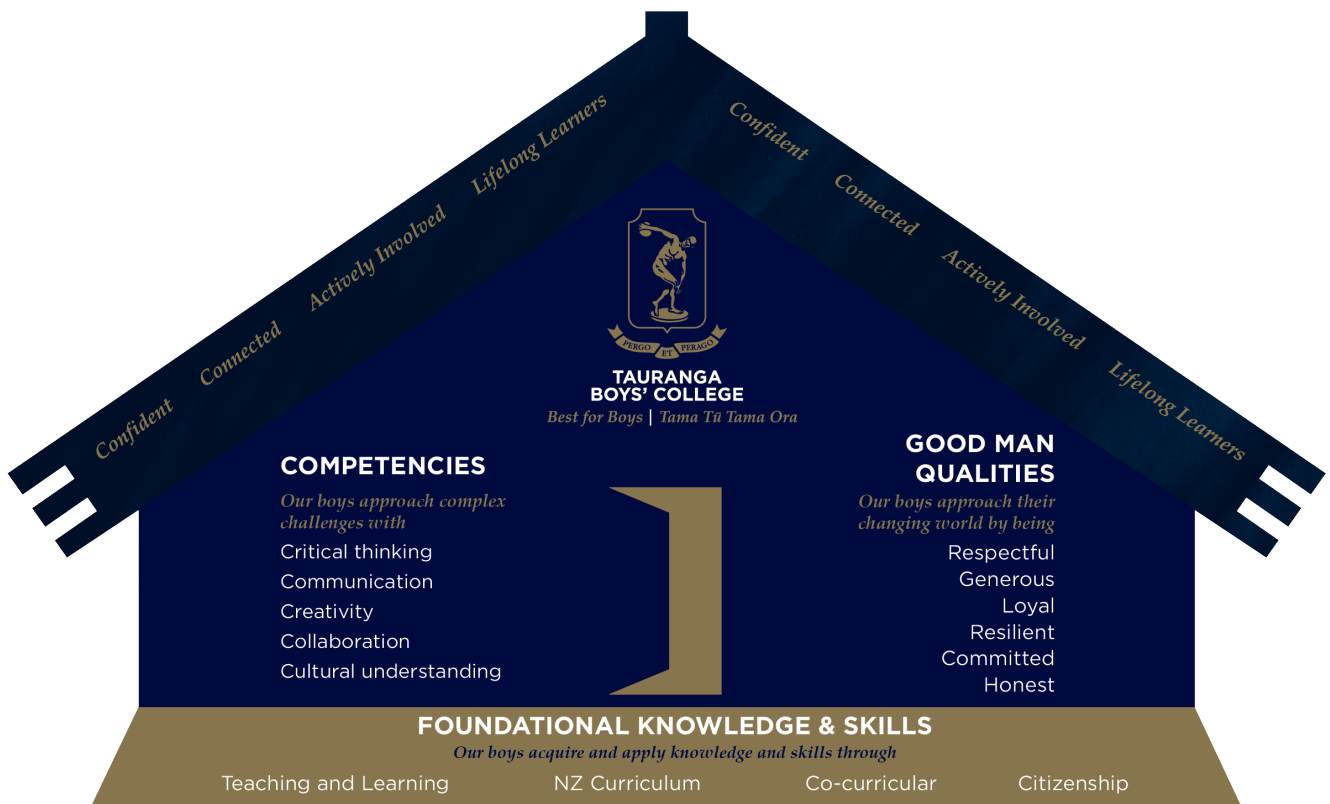 Confident Connected Actively Involved Lifelong Learners
Confident Connected Actively Involved Lifelong Learners
PERGO ET PERAGO
TAURANGA
BOYS' COLLEGE
Best for Boys | Tama Tū Tama Ora
COMPETENCIES
Our boys approach complex
challenges with
Critical thinking
Communication
Creativity
Collaboration
Cultural understanding
GOOD MAN
QUALITIES
Our boys approach their
changing world by being
Respectful
Generous
Loyal
Resilient
Committed
Honest
FOUNDATIONAL KNOWLEDGE & SKILLS
Our boys acquire and apply knowledge and skills through
Teaching and Learning NZ Curriculum Co-curricular Citizenship